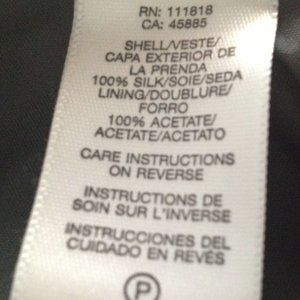 RN: 111818
CA: 45885
SHELL/VESTE/
CAPA EXTERIOR DE
LA PRENDA
100% SILK/SOIE/SEDA
LINING/DOUBLURE/
FORRO
100% ACETATE/
ACETATE/ACETATO
CARE INSTRUCTIONS
ON REVERSE
INSTRUCTIONS DE
SOIN SUR L'INVERSE
INSTRUCCIONES DEL
CUIDADO EN REVÉS
P